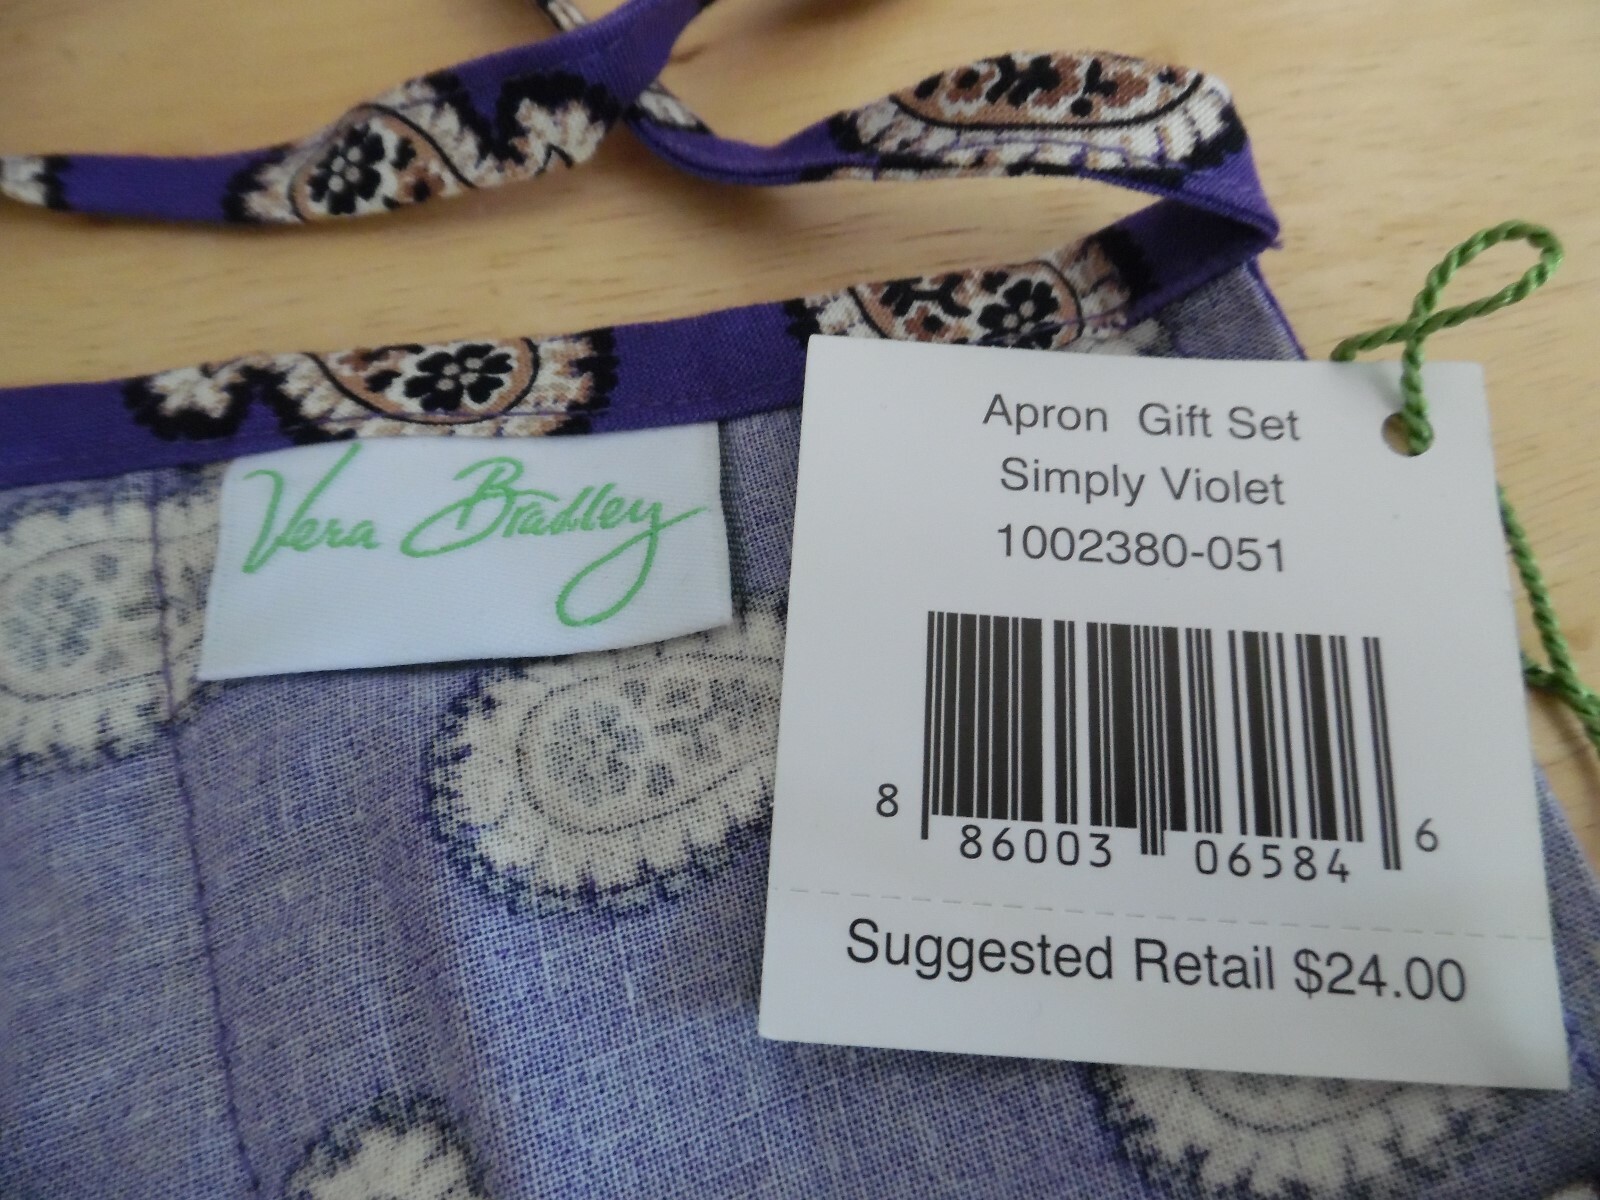 Vera Bradley
Apron Gift Set
Simply Violet
1002380-051
8 86003 06584 6
Suggested Retail $24.00